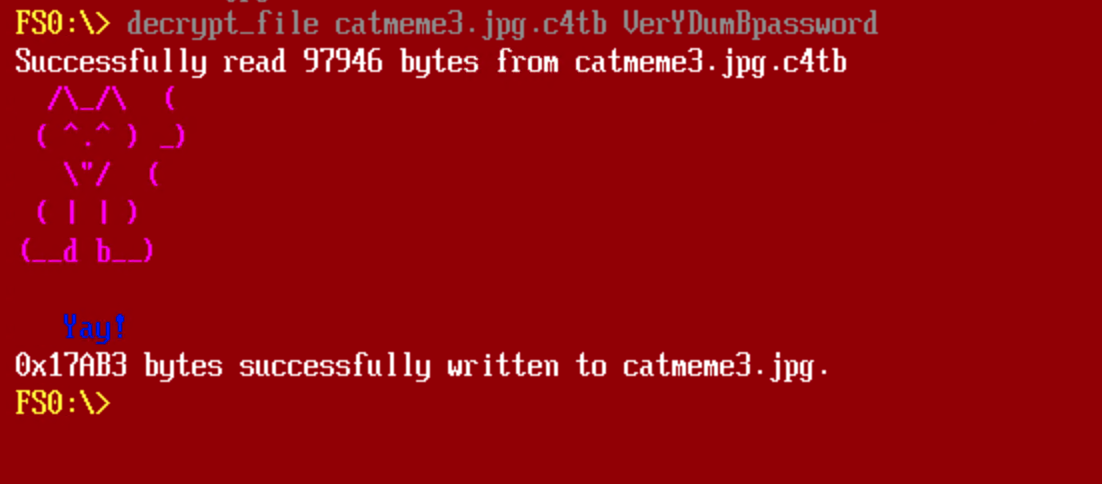 FS0:\> decrypt_file catmeme3.jpg.c4tb VerYDumBpassword
Successfully read 97946 bytes from catmeme3.jpg.c4tb
  /\_/\  (
 ( ^.^ ) _)
   \"/  (
 ( | | )
(__d b__)
   Yay!
0x17AB3 bytes successfully written to catmeme3.jpg.
FS0:\>